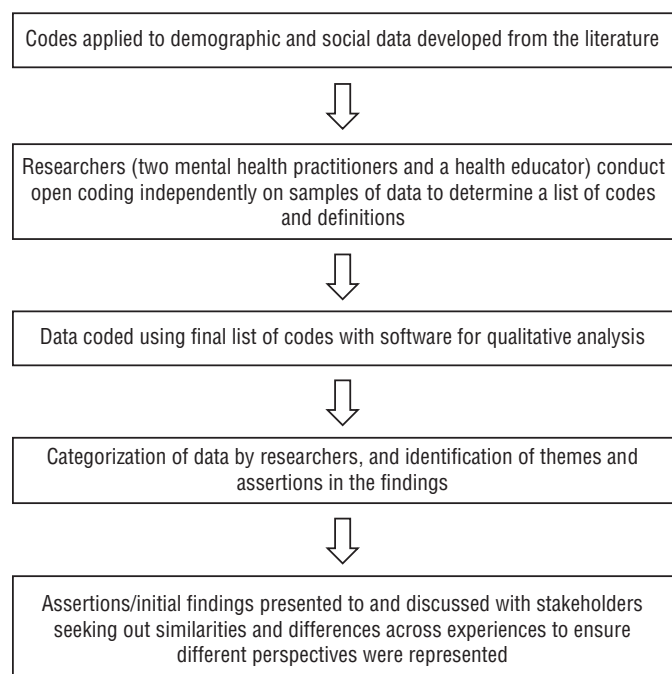 Codes applied to demographic and social data developed from the literature
Researchers (two mental health practitioners and a health educator) conduct
open coding independently on samples of data to determine a list of codes
and definitions
Data coded using final list of codes with software for qualitative analysis
Categorization of data by researchers, and identification of themes and
assertions in the findings
Assertions/initial findings presented to and discussed with stakeholders
seeking out similarities and differences across experiences to ensure
different perspectives were represented